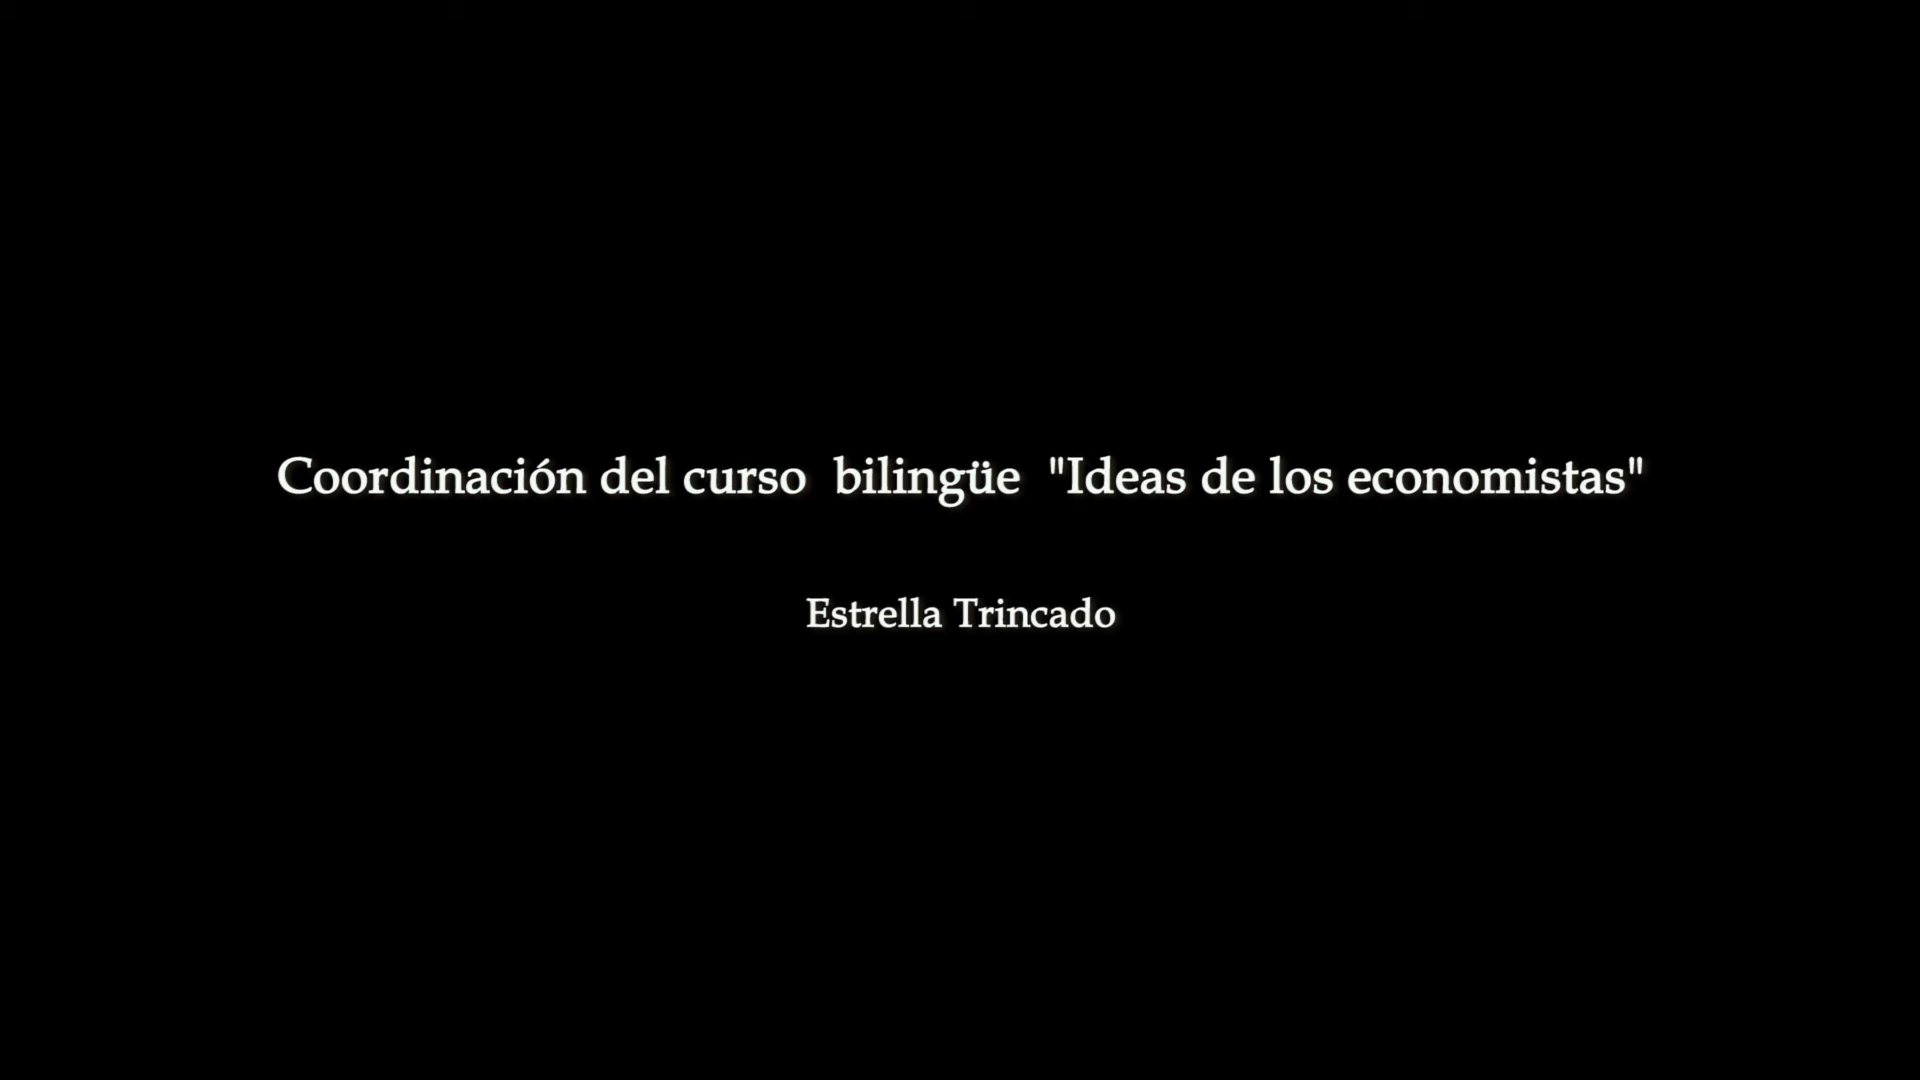 Coordinación del curso  bilingüe  "Ideas de los economistas"
Estrella Trincado